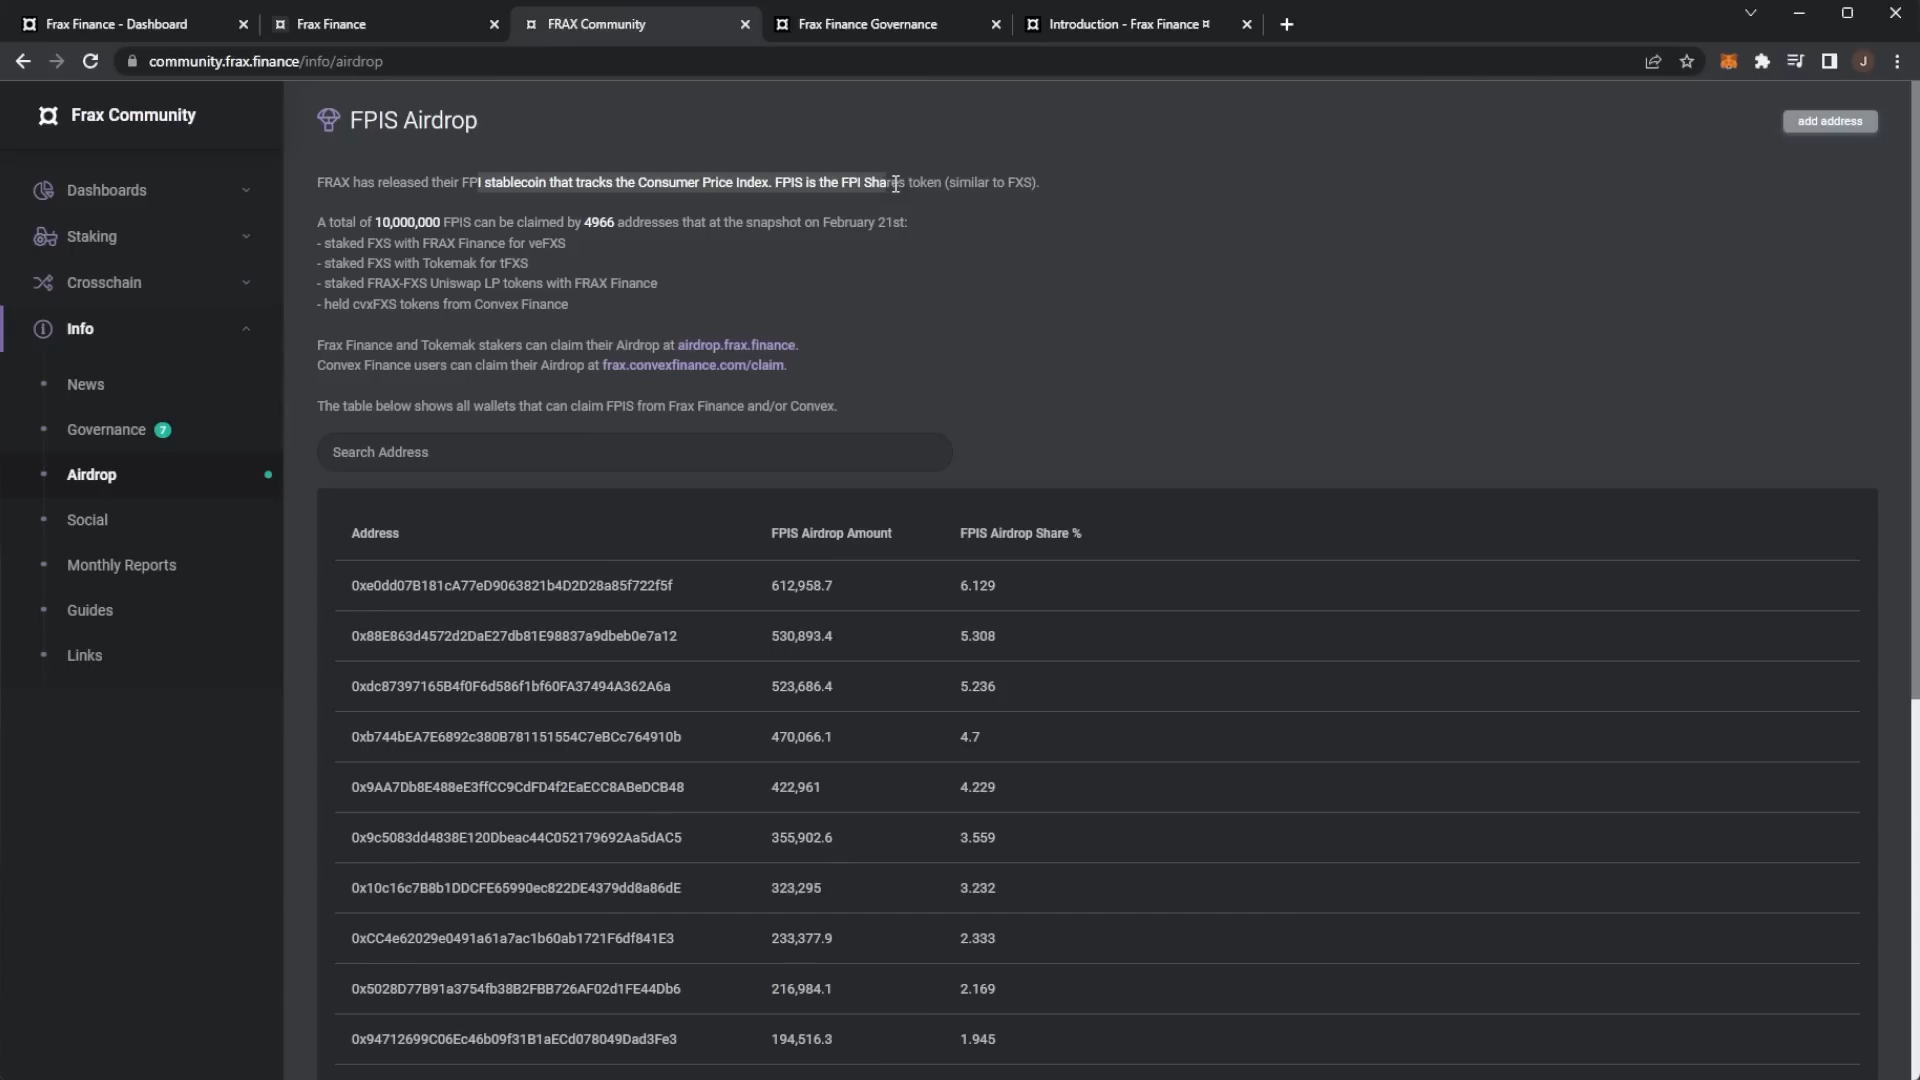 Frax Finance - Dashboard
Frax Finance
FRAX Community
Frax Finance Governance
Introduction - Frax Finance ¤
community.frax.finance/info/airdrop
J
Frax Community
Dashboards
Staking
Crosschain
Info
News
Governance 7
Airdrop
Social
Monthly Reports
Guides
Links
FPIS Airdrop
add address
FRAX has released their FPI stablecoin that tracks the Consumer Price Index. FPIS is the FPI Shares token (similar to FXS).
A total of 10,000,000 FPIS can be claimed by 4966 addresses that at the snapshot on February 21st:
- staked FXS with FRAX Finance for veFXS
- staked FXS with Tokemak for tFXS
- staked FRAX-FXS Uniswap LP tokens with FRAX Finance
- held cvxFXS tokens from Convex Finance
Frax Finance and Tokemak stakers can claim their Airdrop at airdrop.frax.finance.
Convex Finance users can claim their Airdrop at frax.convexfinance.com/claim.
The table below shows all wallets that can claim FPIS from Frax Finance and/or Convex.
Search Address
Address FPIS Airdrop Amount FPIS Airdrop Share %
0xe0dd07B181cA77eD9063821b4D2D28a85f722f5f 612,958.7 6.129
0x88E863d4572d2DaE27db81E98837a9dbeb0e7a12 530,893.4 5.308
0xdc87397165B4f0F6d586f1bf60FA37494A362A6a 523,686.4 5.236
0xb744bEA7E6892c380B781151554C7eBCc764910b 470,066.1 4.7
0x9AA7Db8E488eE3ffCC9CdFD4f2EaECC8ABeDCB48 422,961 4.229
0x9c5083dd4838E120Dbeac44C052179692Aa5dAC5 355,902.6 3.559
0x10c16c7B8b1DDCFE65990ec822DE4379dd8a86dE 323,295 3.232
0xCC4e62029e0491a61a7ac1b60ab1721F6df841E3 233,377.9 2.333
0x5028D77B91a3754fb38B2FBB726AF02d1FE44Db6 216,984.1 2.169
0x94712699C06Ec46b09f31B1aECd078049Dad3Fe3 194,516.3 1.945